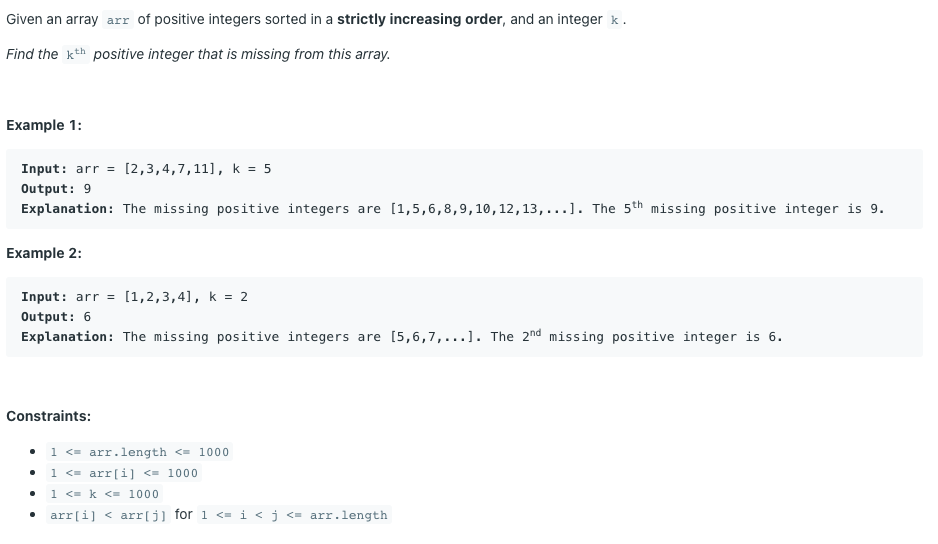 Given an array arr of positive integers sorted in a strictly increasing order, and an integer k .
Find the kth positive integer that is missing from this array.
Example 1:
Input: arr = [2,3,4,7,11], k = 5
Output: 9
Explanation: The missing positive integers are [1,5,6,8,9,10,12,13,...]. The 5th missing positive integer is 9.
Example 2:
Input: arr = [1,2,3,4], k = 2
Output: 6
Explanation: The missing positive integers are [5,6,7,...]. The 2nd missing positive integer is 6.
Constraints:
• 1 <= arr.length <= 1000
• 1 <= arr[i] <= 1000
• 1 <= k <= 1000
• arr[i] < arr[j] for 1 <= i < j <= arr.length